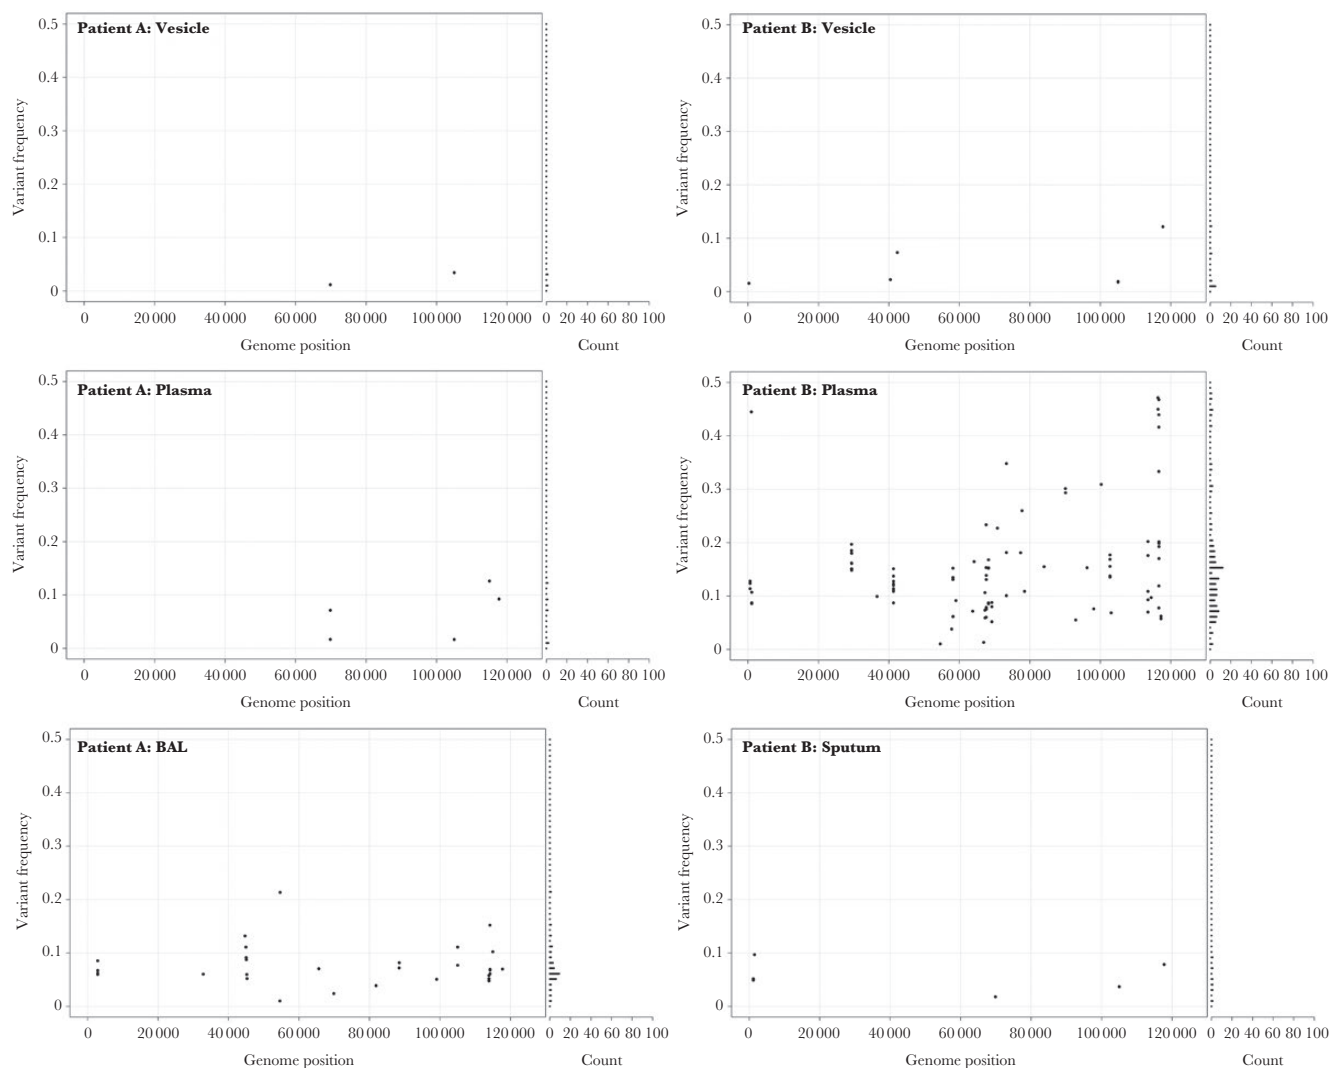 Patient A: Vesicle
Variant frequency
0.5
0.4
0.3
0.2
0.1
0
0 20 000 40 000 60 000 80 000 100 000 120 000
0 20 40 60 80 100
Genome position
Count
Patient B: Vesicle
Variant frequency
0.5
0.4
0.3
0.2
0.1
0
0 20 000 40 000 60 000 80 000 100 000 120 000
0 20 40 60 80 100
Genome position
Count
Patient A: Plasma
Variant frequency
0.5
0.4
0.3
0.2
0.1
0
0 20 000 40 000 60 000 80 000 100 000 120 000
0 20 40 60 80 100
Genome position
Count
Patient B: Plasma
Variant frequency
0.5
0.4
0.3
0.2
0.1
0
0 20 000 40 000 60 000 80 000 100 000 120 000
0 20 40 60 80 100
Genome position
Count
Patient A: BAL
Variant frequency
0.5
0.4
0.3
0.2
0.1
0
0 20 000 40 000 60 000 80 000 100 000 120 000
0 20 40 60 80 100
Genome position
Count
Patient B: Sputum
Variant frequency
0.5
0.4
0.3
0.2
0.1
0
0 20 000 40 000 60 000 80 000 100 000 120 000
0 20 40 60 80 100
Genome position
Count